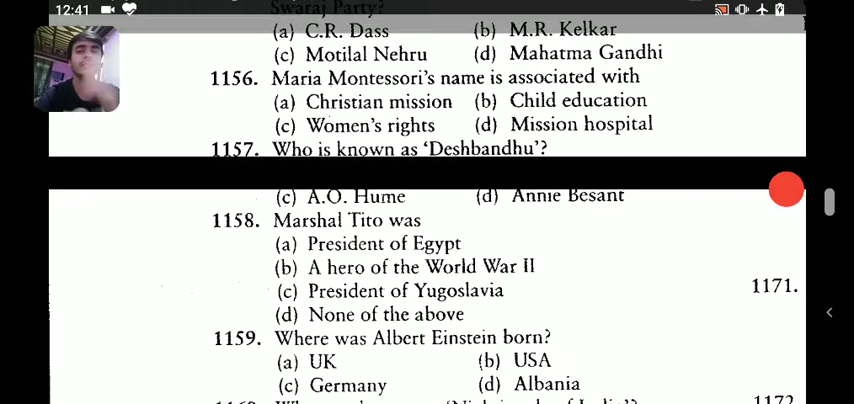 12:41
Swaraj Party?
(a) C.R. Dass (b) M.R. Kelkar
(c) Motilal Nehru (d) Mahatma Gandhi
1156. Maria Montessori's name is associated with
(a) Christian mission (b) Child education
(c) Women's rights (d) Mission hospital
1157. Who is known as 'Deshbandhu'?
(c) A.O. Hume (d) Annie Besant
1158. Marshal Tito was
(a) President of Egypt
(b) A hero of the World War II
(c) President of Yugoslavia
1171.
(d) None of the above
1159. Where was Albert Einstein born?
(a) UK (b) USA
(c) Germany (d) Albania
1172